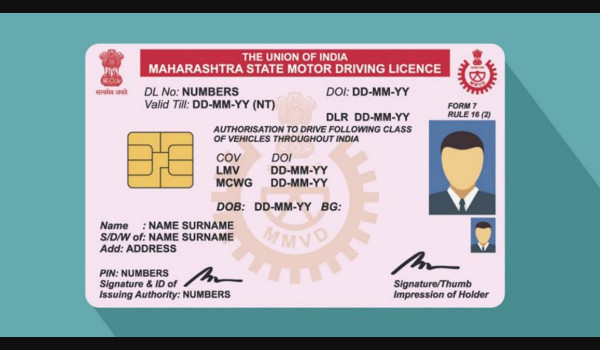 THE UNION OF INDIA
MAHARASHTRA STATE MOTOR DRIVING LICENCE
सत्यमेव जयते
DL No: NUMBERS DOI: DD-MM-YY
Valid Till: DD-MM-YY (NT)
FORM 7
RULE 16 (2)
DLR DD-MM-YY
AUTHORISATION TO DRIVE FOLLOWING CLASS
OF VEHICLES THROUGHOUT INDIA
COV DOI
LMV DD-MM-YY
MCWG DD-MM-YY
DOB: DD-MM-YY BG:
MMVD
Name : NAME SURNAME
S/D/W of: NAME SURNAME
Add: ADDRESS
PIN: NUMBERS
Signature & ID of
Issuing Authority: NUMBERS
Signature/Thumb
Impression of Holder